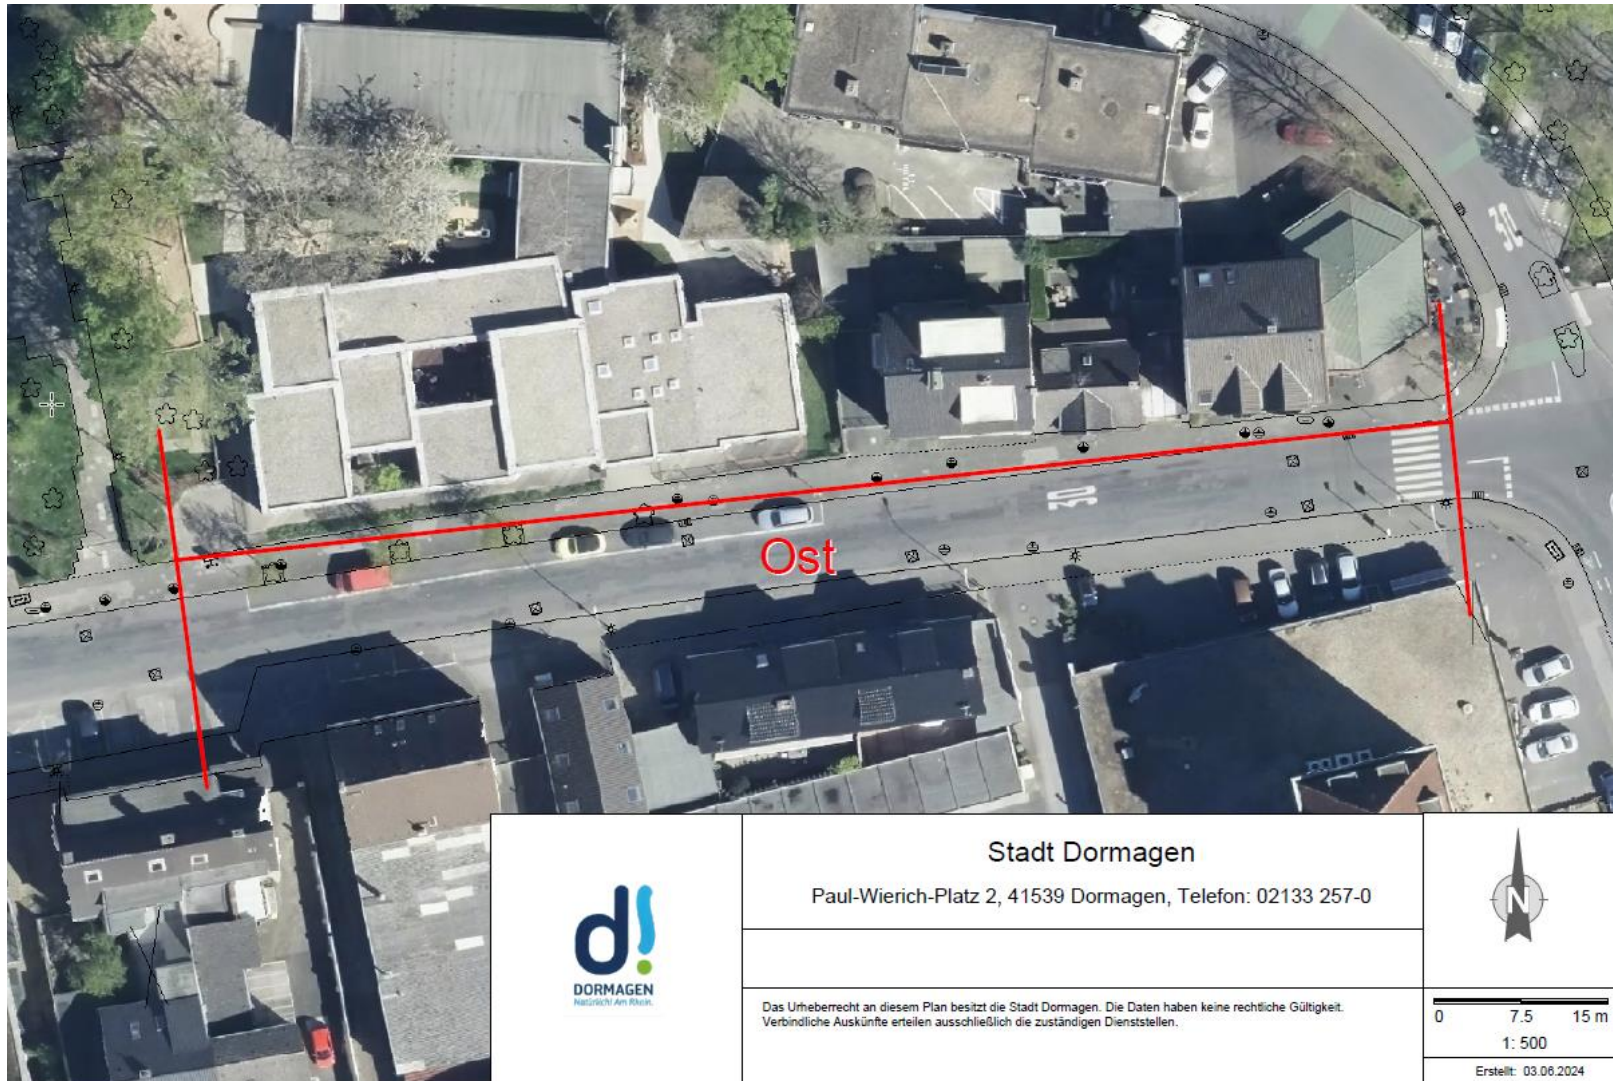 30
30
Ost
Stadt Dormagen
Paul-Wierich-Platz 2, 41539 Dormagen, Telefon: 02133 257-0
d!
DORMAGEN
Natürlich! Am Rhein.
Das Urheberrecht an diesem Plan besitzt die Stadt Dormagen. Die Daten haben keine rechtliche Gültigkeit.
Verbindliche Auskünfte erteilen ausschließlich die zuständigen Dienststellen.
N
0 7.5 15 m
1: 500
Erstellt: 03.06.2024